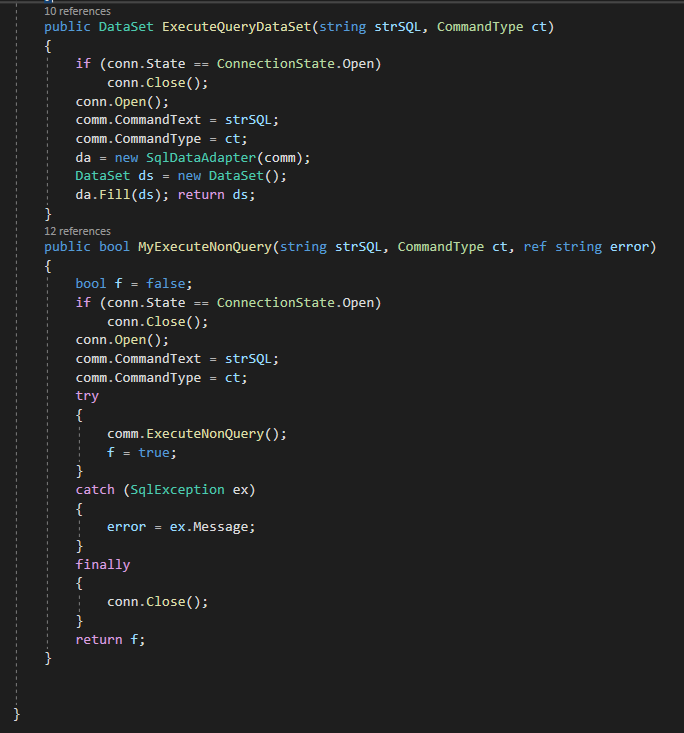 10 references
public DataSet ExecuteQueryDataSet(string strSQL, CommandType ct)
{
if (conn.State == ConnectionState.Open)
conn.Close();
conn.Open();
comm.CommandText = strSQL;
comm.CommandType = ct;
da = new SqlDataAdapter(comm);
DataSet ds = new DataSet();
da.Fill(ds); return ds;
}
12 references
public bool MyExecuteNonQuery(string strSQL, CommandType ct, ref string error)
{
bool f = false;
if (conn.State == ConnectionState.Open)
conn.Close();
conn.Open();
comm.CommandText = strSQL;
comm.CommandType = ct;
try
{
comm.ExecuteNonQuery();
f = true;
}
catch (SqlException ex)
{
error = ex.Message;
}
finally
{
conn.Close();
}
return f;
}
}